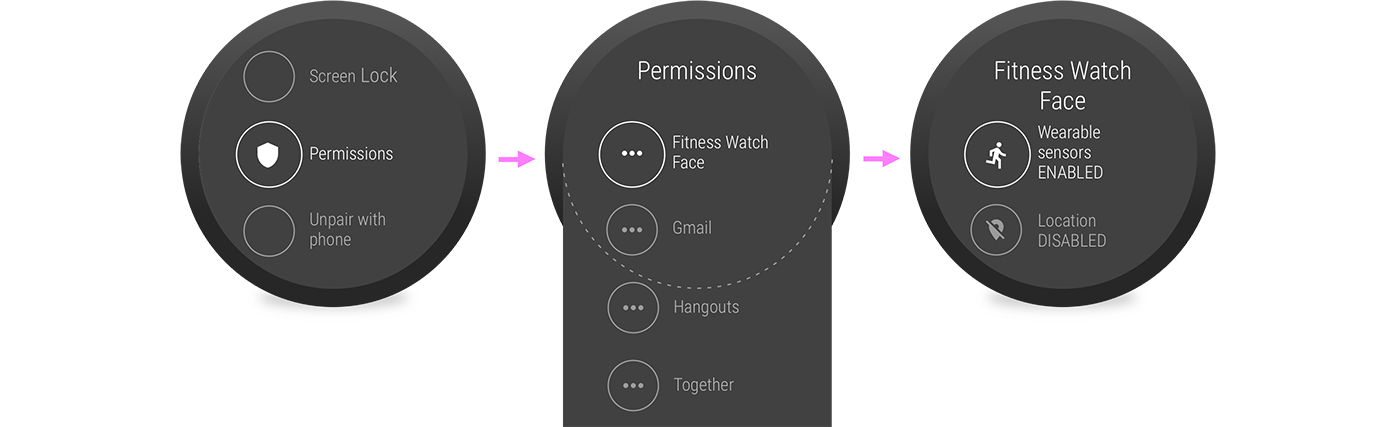 Screen Lock
Permissions
Unpair with
phone
Permissions
Fitness Watch
Face
Gmail
Hangouts
Together
Fitness Watch
Face
Wearable
sensors
ENABLED
Location
DISABLED